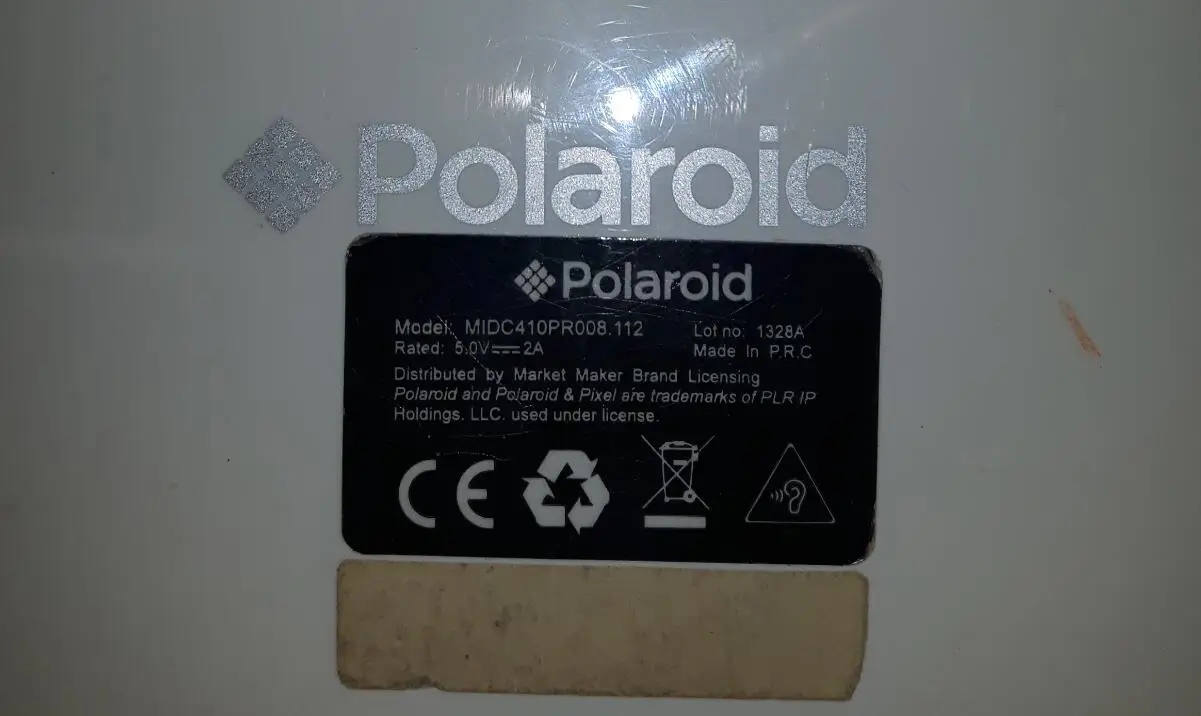 Polaroid
Polaroid
Model: MIDC410PR008.112
Lot no: 1328A
Rated: 5.0V⎓2A
Made In P.R.C
Distributed by Market Maker Brand Licensing
Polaroid and Polaroid & Pixel are trademarks of PLR IP
Holdings. LLC. used under license.
CE